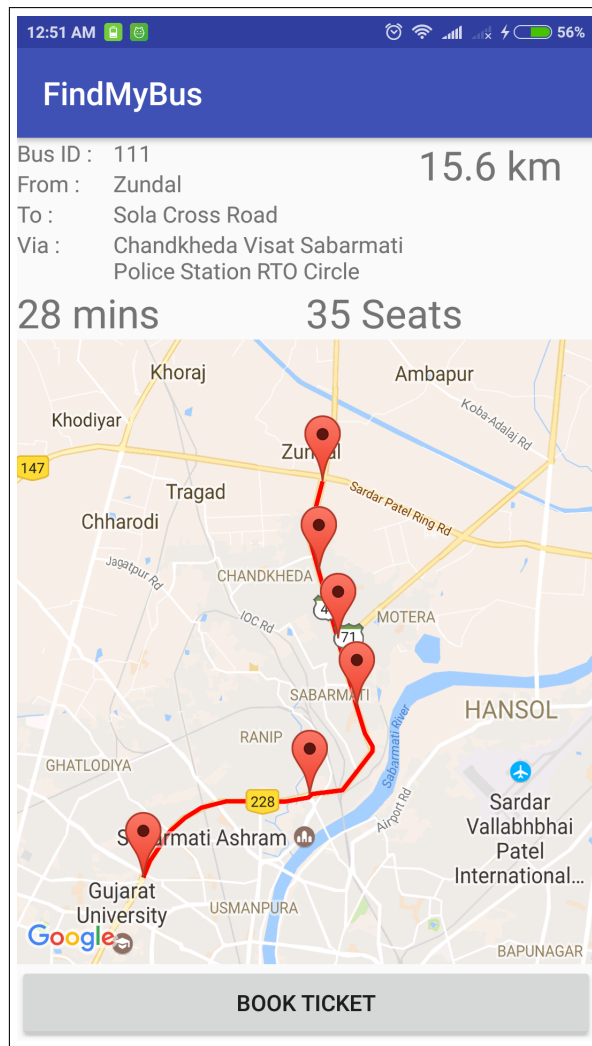 12:51 AM 56%
FindMyBus
Bus ID : 111
15.6 km
From : Zundal
To : Sola Cross Road
Via : Chandkheda Visat Sabarmati
Police Station RTO Circle
28 mins 35 Seats
Khoraj
Ambapur
Khodiyar
Koba-Adalaj Rd
147
Tragad
Sardar Patel Ring Rd
Chharodi
Jagatpur Rd
CHANDKHEDA
IOC Rd
MOTERA
71
SABARMATI
HANSOL
RANIP
Sabarmati River
GHATLODIYA
228
Airport Rd
Sardar
Vallabhbhai
Patel
International...
Ashram
Gujarat
University
USMANPURA
Google
BAPUNAGAR
BOOK TICKET